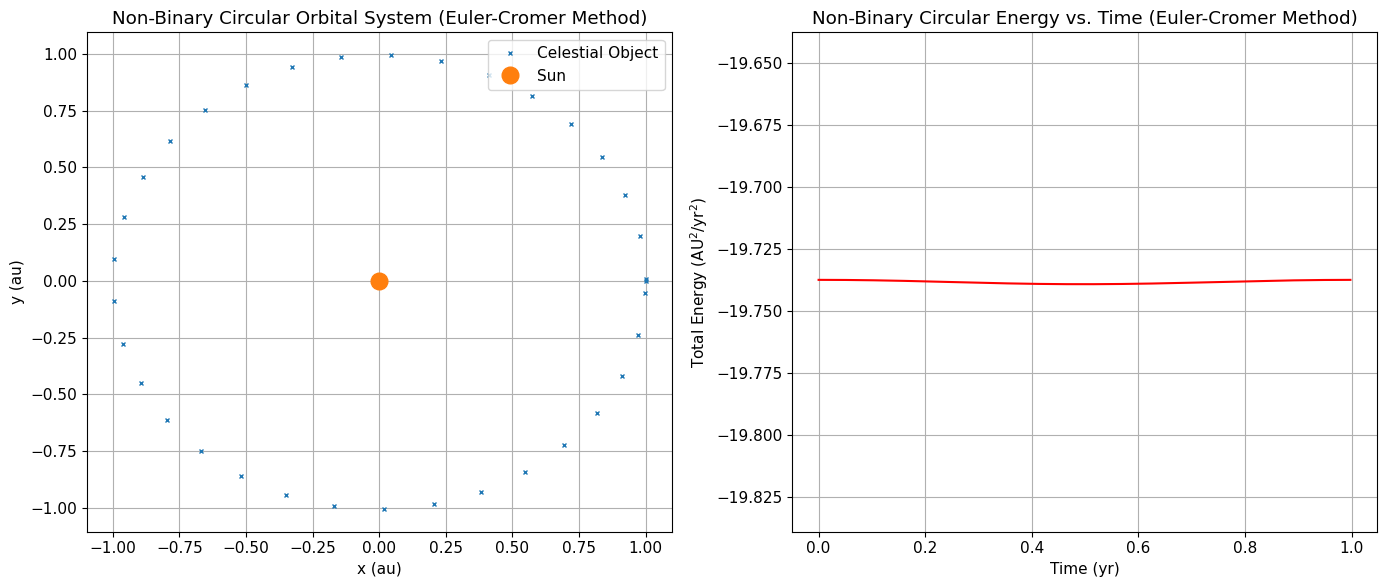 Non-Binary Circular Orbital System (Euler-Cromer Method)
Celestial Object
Sun
1.00
0.75
0.50
0.25
0.00
−0.25
−0.50
−0.75
−1.00
y (au)
−1.00 −0.75 −0.50 −0.25 0.00 0.25 0.50 0.75 1.00
x (au)
Non-Binary Circular Energy vs. Time (Euler-Cromer Method)
−19.650
−19.675
−19.700
−19.725
−19.750
−19.775
−19.800
−19.825
Total Energy (AU²/yr²)
0.0 0.2 0.4 0.6 0.8 1.0
Time (yr)